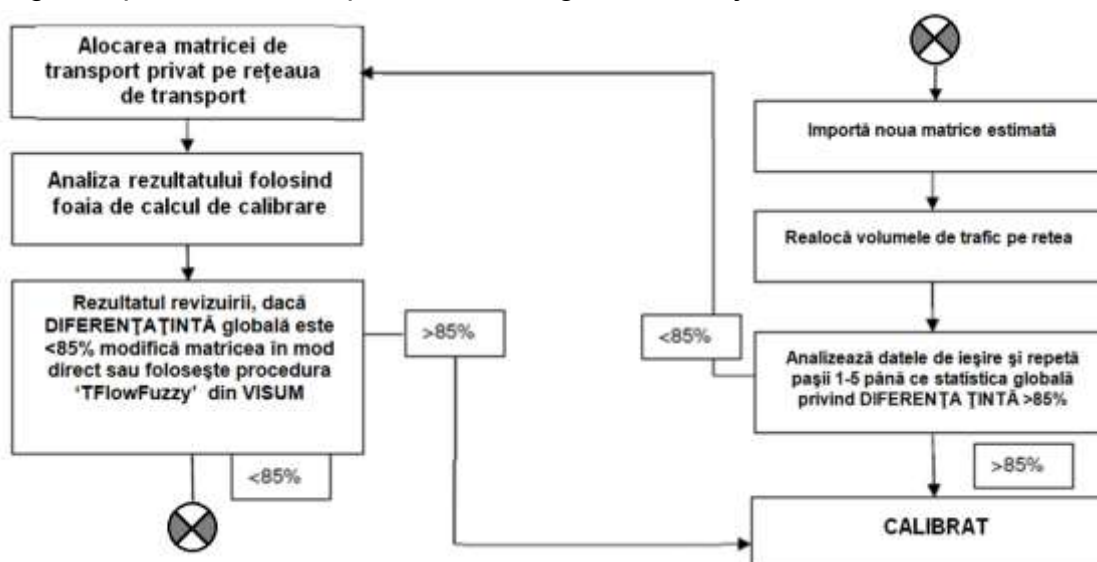 Alocarea matricei de
transport privat pe reţeaua
de transport
Analiza rezultatului folosind
foaia de calcul de calibrare
Rezultatul revizuirii, dacă
DIFERENŢAŢINTĂ globală este
<85% modifică matricea în mod
direct sau foloseşte procedura
‘TFlowFuzzy’ din VISUM
>85%
<85%
Importă noua matrice estimată
Realocă volumele de trafic pe retea
<85%
Analizează datele de ieşire şi repetă
paşii 1-5 până ce statistica globală
privind DIFERENŢA ŢINTĂ >85%
>85%
CALIBRAT